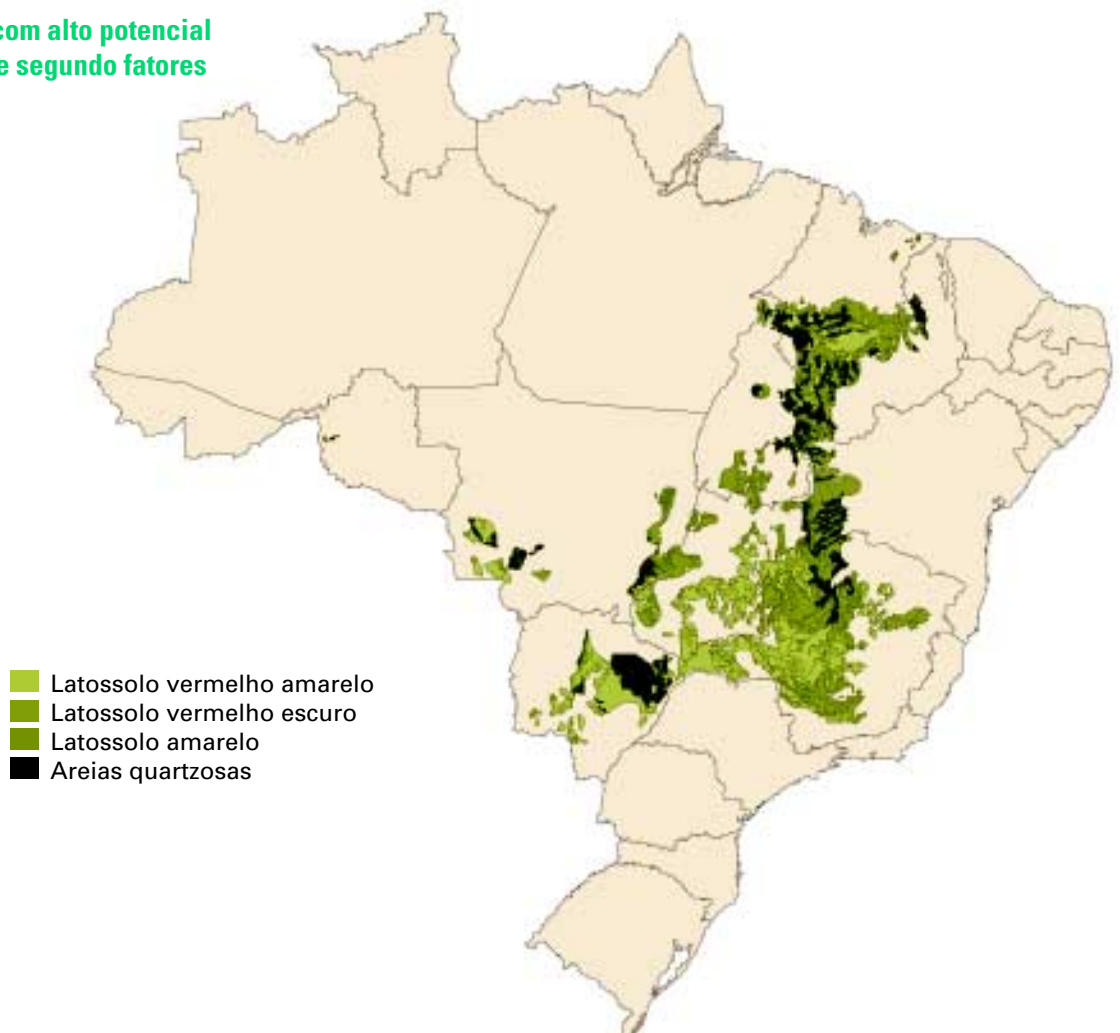 com alto potencial
e segundo fatores
Latossolo vermelho amarelo
Latossolo vermelho escuro
Latossolo amarelo
Areias quartzosas